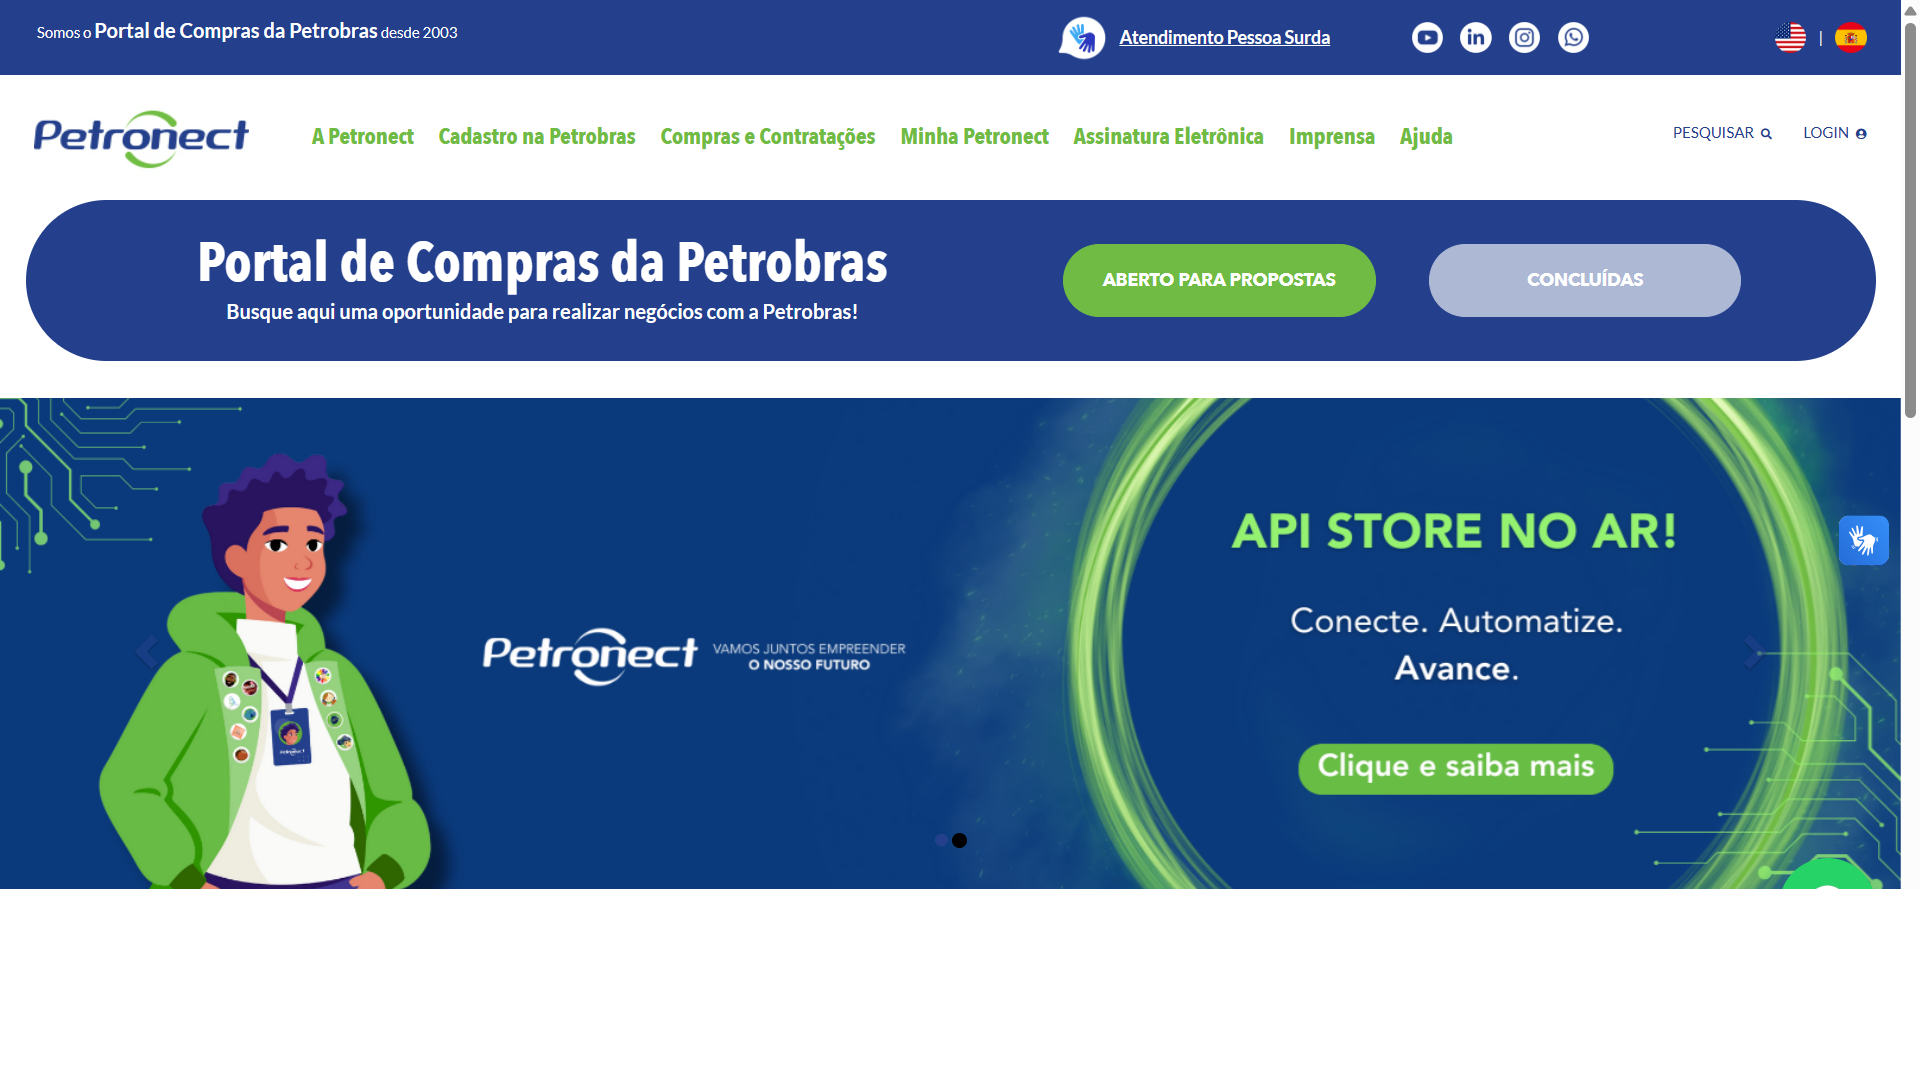 Somos o Portal de Compras da Petrobras desde 2003
Atendimento Pessoa Surda
|
Petronect
A Petronect
Cadastro na Petrobras
Compras e Contratações
Minha Petronect
Assinatura Eletrônica
Imprensa
Ajuda
PESQUISAR
LOGIN
Portal de Compras da Petrobras
Busque aqui uma oportunidade para realizar negócios com a Petrobras!
ABERTO PARA PROPOSTAS
CONCLUÍDAS
Petronect
VAMOS JUNTOS EMPREENDER
O NOSSO FUTURO
Petronect
API STORE NO AR!
Conecte. Automatize.
Avance.
Clique e saiba mais